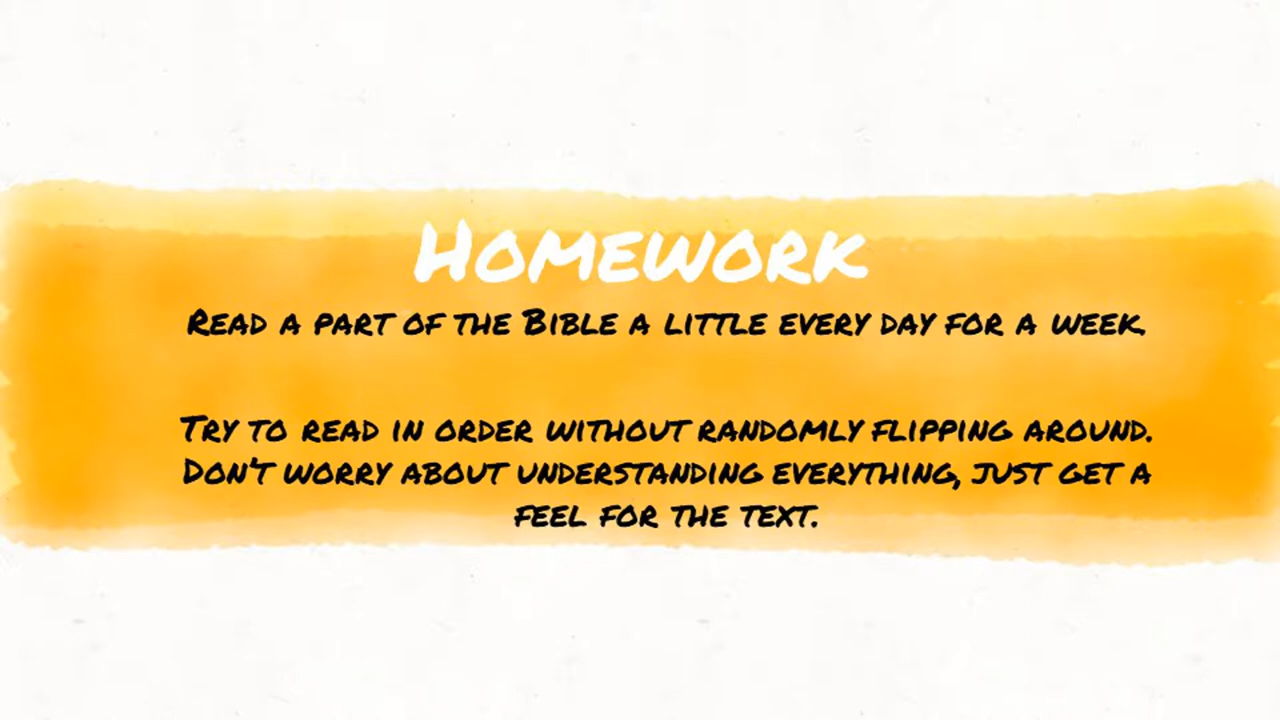 Homework
Read a part of the Bible a little every day for a week.
Try to read in order without randomly flipping around.
Don't worry about understanding everything, just get a
feel for the text.